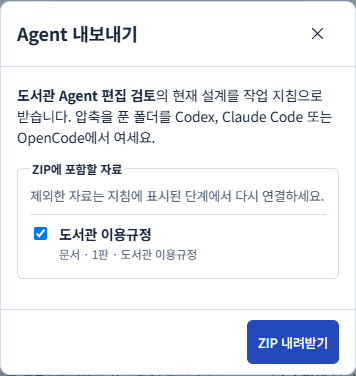 Agent 내보내기
도서관 Agent 편집 검토의 현재 설계를 작업 지침으로
받습니다. 압축을 푼 폴더를 Codex, Claude Code 또는
OpenCode에서 여세요.
ZIP에 포함할 자료
제외한 자료는 지침에 표시된 단계에서 다시 연결하세요.
도서관 이용규정
문서 · 1판 · 도서관 이용규정
ZIP 내려받기